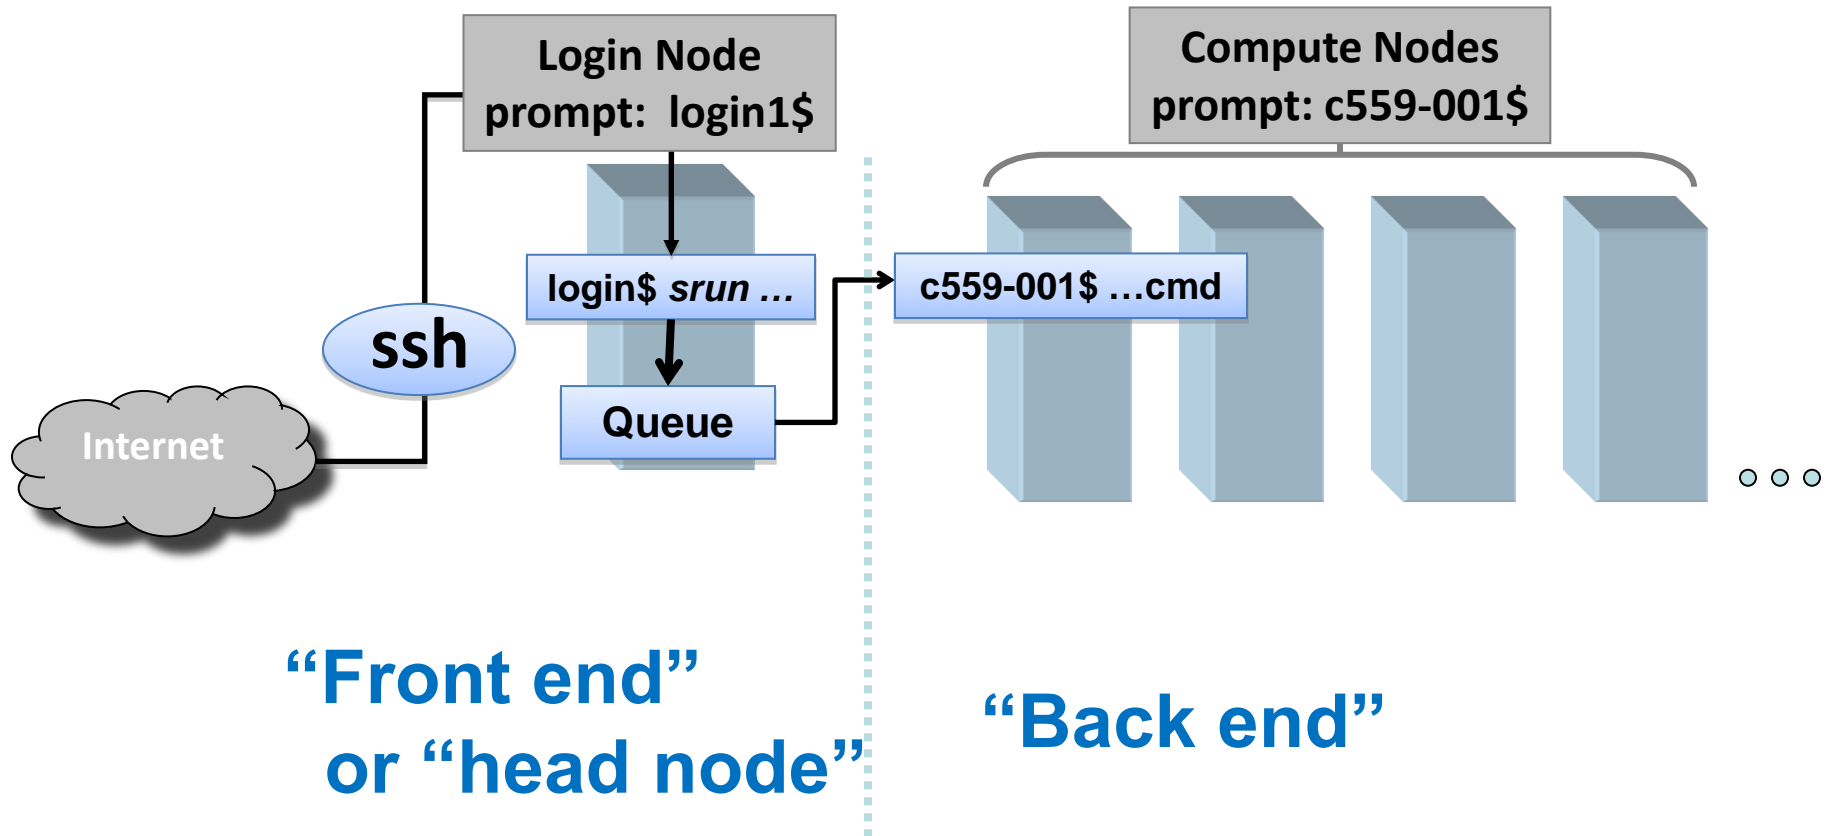 Login Node
prompt:  login1$
Compute Nodes
prompt: c559-001$
login$ srun …
c559-001$ …cmd
ssh
Queue
Internet
“Front end”
or “head node”
“Back end”